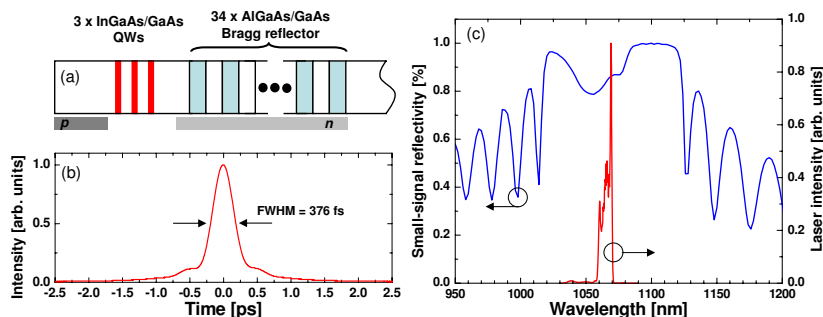 3 x InGaAs/GaAs
QWs
34 x AlGaAs/GaAs
Bragg reflector
(a)
p
n
(b)
FWHM = 376 fs
Intensity [arb. units]
1.0
0.5
0.0
-2.5 -2.0 -1.5 -1.0 -0.5 0.0 0.5 1.0 1.5 2.0 2.5
Time [ps]
(c)
Small-signal reflectivity [%]
1.0
0.8
0.6
0.4
0.2
0.0
950 1000 1050 1100 1150 1200
Wavelength [nm]
Laser intensity [arb. units]
1.0
0.8
0.6
0.4
0.2
0.0